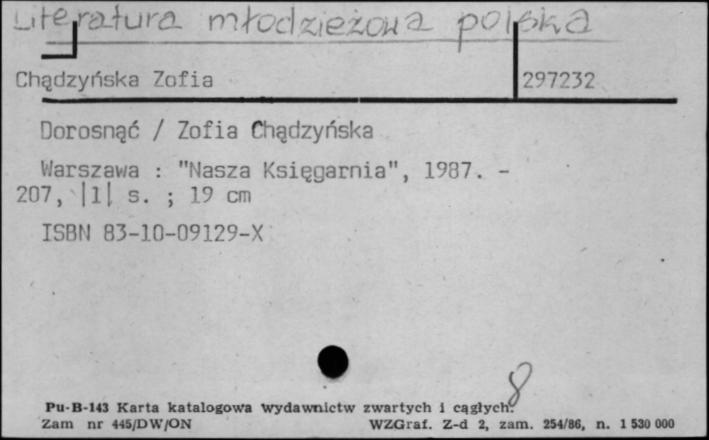 Literatura młodzieżowa polska
Chądzyńska Zofia 297232
Dorosnąć / Zofia Chądzyńska
Warszawa : "Nasza Księgarnia", 1987. -
207, |1| s. ; 19 cm
ISBN 83-10-09129-X
8
Pu-B-143 Karta katalogowa wydawnictw zwartych i ciągłych.
Zam nr 445/DW/ON WZGraf. Z-d 2, zam. 254/86, n. 1 530 000